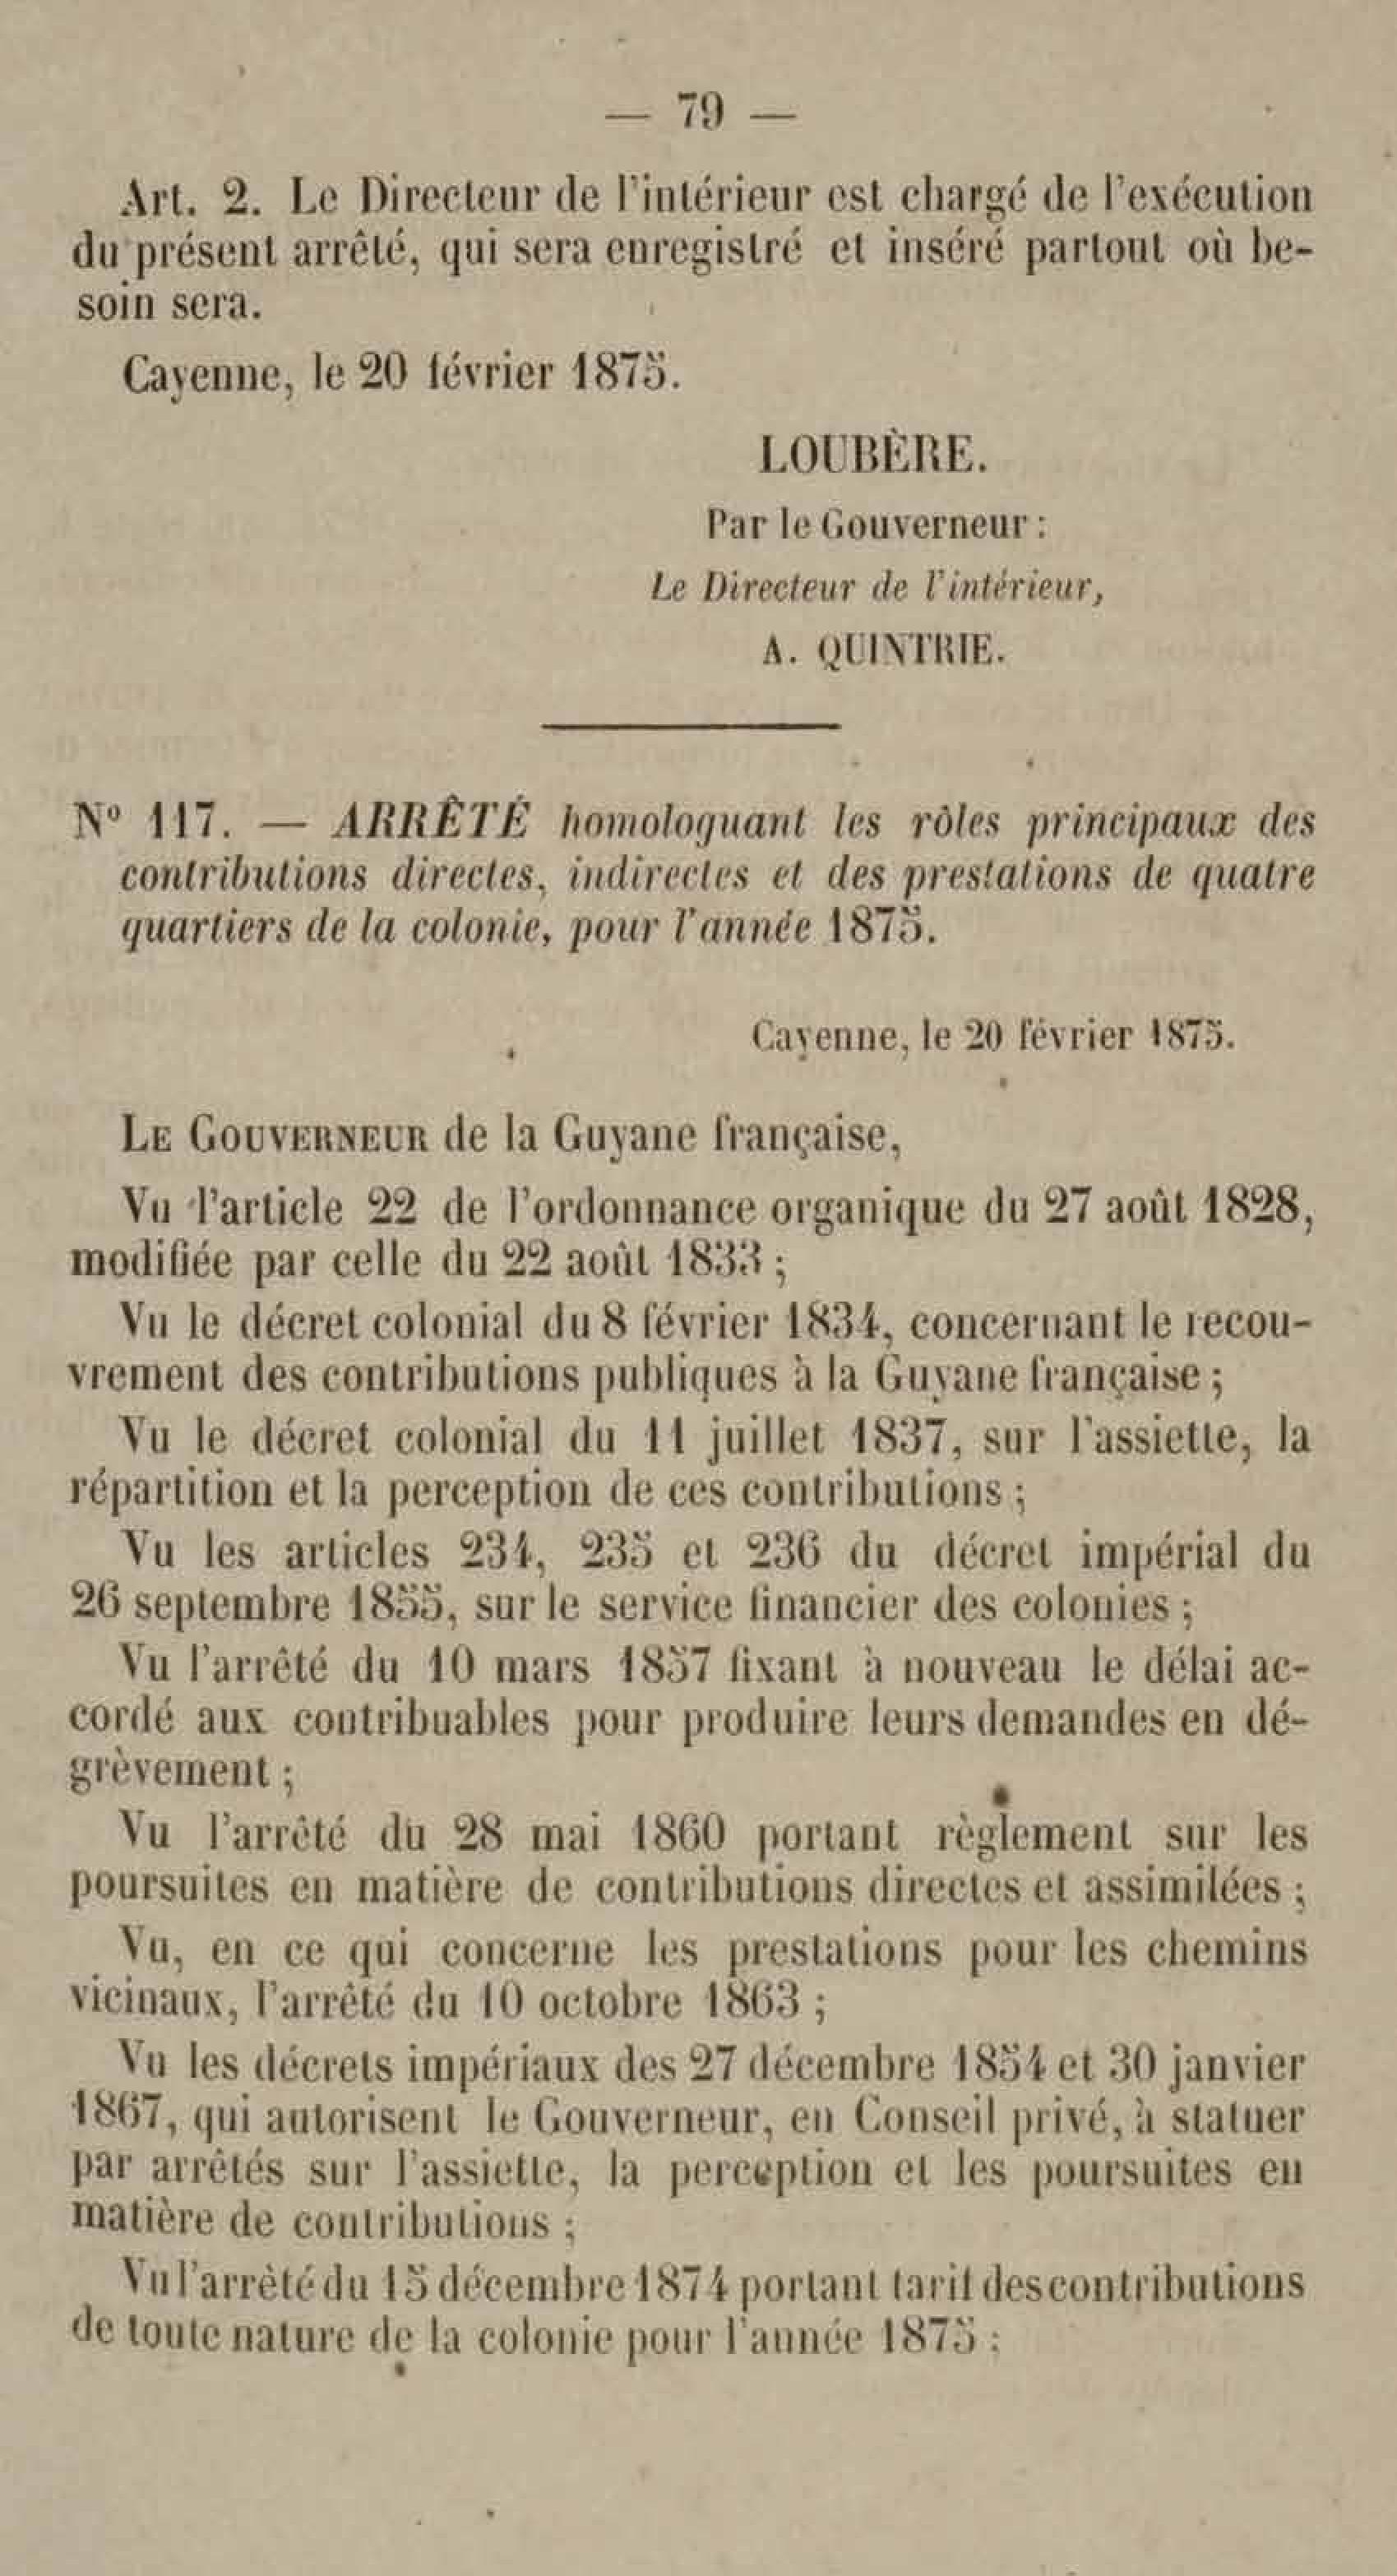 — 79 —
Art. 2. Le Directeur de l'intérieur est chargé de l'exécution
du présent arrêté, qui sera enregistré et inséré partout où be-
soin sera.
Cayenne, le 20 février 1875.
LOUBÈRE.
Par le Gouverneur :
Le Directeur de l'intérieur,
A. QUINTRIE.
N° 117. — ARRÊTÉ homologuant les rôles principaux des
contributions directes, indirectes et des prestations de quatre
quartiers de la colonie, pour l'année 1875.
Cayenne, le 20 février 1875.
LE GOUVERNEUR de la Guyane française,
Vu l'article 22 de l'ordonnance organique du 27 août 1828,
modifiée par celle du 22 août 1833 ;
Vu le décret colonial du 8 février 1834, concernant le recou-
vrement des contributions publiques à la Guyane française ;
Vu le décret colonial du 11 juillet 1837, sur l'assiette, la
répartition et la perception de ces contributions ;
Vu les articles 234, 235 et 236 du décret impérial du
26 septembre 1855, sur le service financier des colonies ;
Vu l'arrêté du 10 mars 1857 fixant à nouveau le délai ac-
cordé aux contribuables pour produire leurs demandes en dé-
grèvement ;
Vu l'arrêté du 28 mai 1860 portant règlement sur les
poursuites en matière de contributions directes et assimilées ;
Vu, en ce qui concerne les prestations pour les chemins
vicinaux, l'arrêté du 10 octobre 1863 ;
Vu les décrets impériaux des 27 décembre 1854 et 30 janvier
1867, qui autorisent le Gouverneur, en Conseil privé, à statuer
par arrêtés sur l'assiette, la perception et les poursuites en
matière de contributions ;
Vu l'arrêté du 15 décembre 1874 portant tarif des contributions
de toute nature de la colonie pour l'année 1875 ;